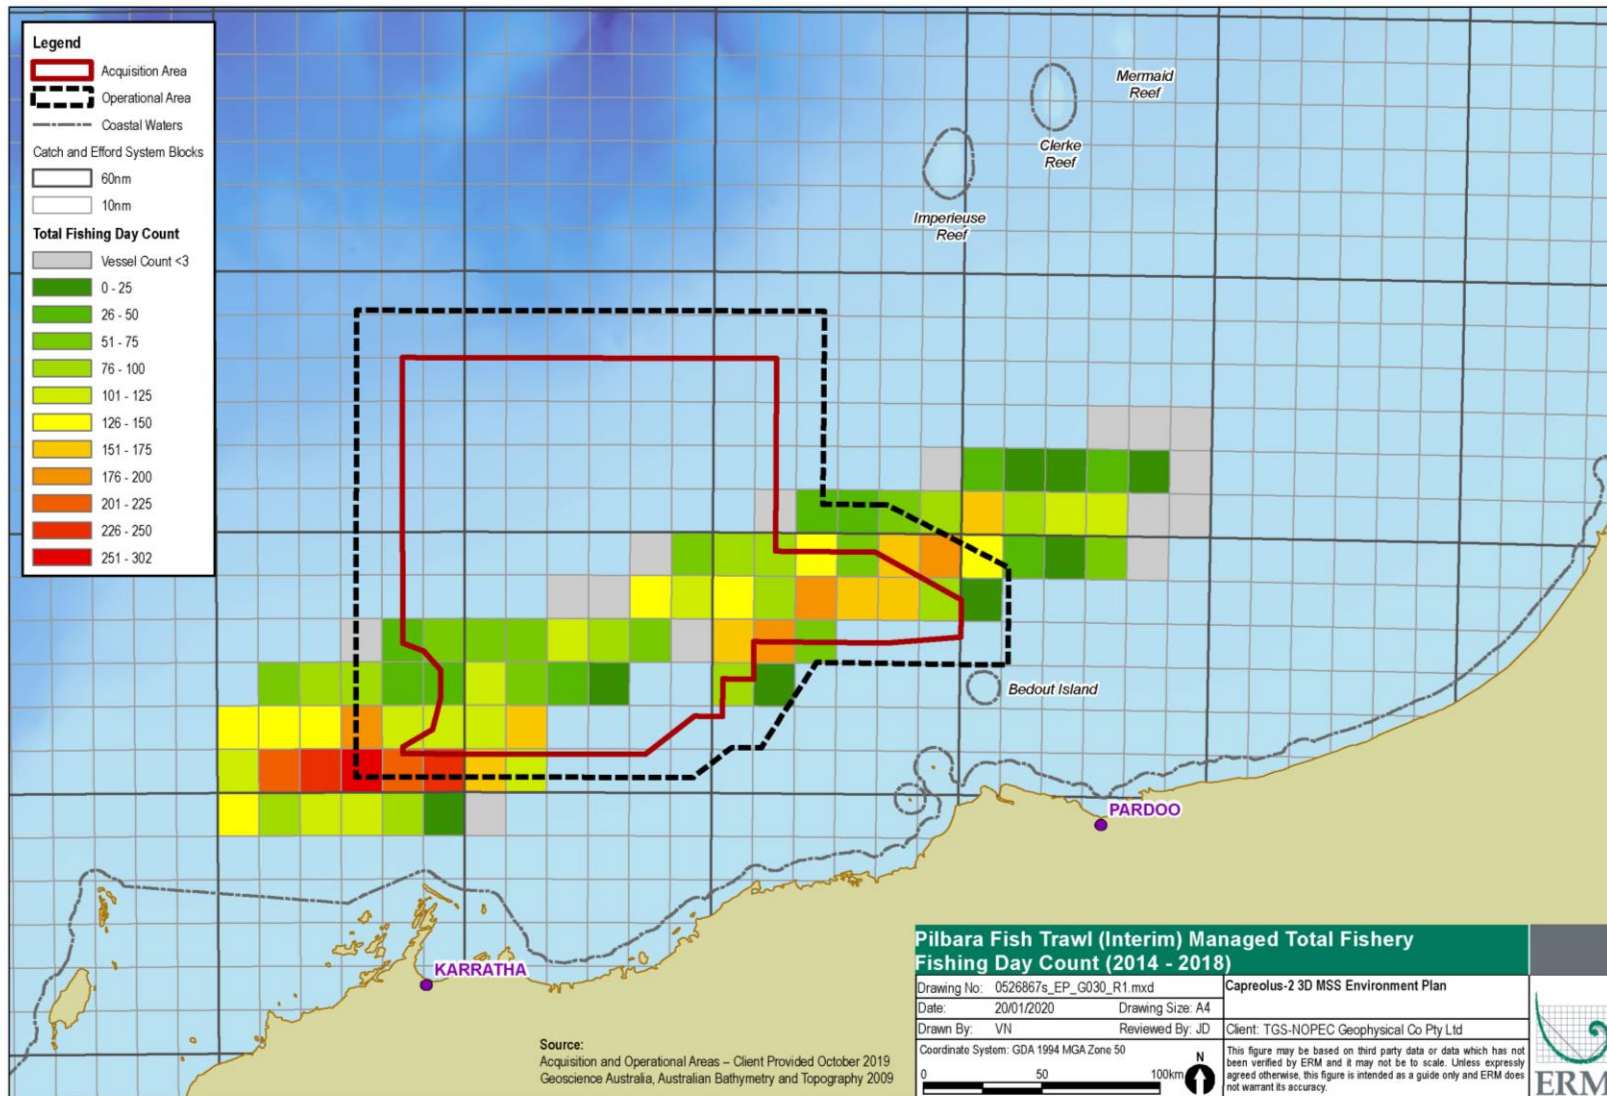 Legend
Acquisition Area
Operational Area
Coastal Waters
Catch and Efford System Blocks
60nm
10nm
Total Fishing Day Count
Vessel Count <3
0 - 25
26 - 50
51 - 75
76 - 100
101 - 125
126 - 150
151 - 175
176 - 200
201 - 225
226 - 250
251 - 302
Mermaid
Reef
Clerke
Reef
Imperieuse
Reef
Bedout Island
PARDOO
KARRATHA
Source:
Acquisition and Operational Areas – Client Provided October 2019
Geoscience Australia, Australian Bathymetry and Topography 2009
Pilbara Fish Trawl (Interim) Managed Total Fishery
Fishing Day Count (2014 - 2018)
Drawing No: 0526867s_EP_G030_R1.mxd
Capreolus-2 3D MSS Environment Plan
Date: 20/01/2020 Drawing Size: A4
Drawn By: VN Reviewed By: JD
Client: TGS-NOPEC Geophysical Co Pty Ltd
Coordinate System: GDA 1994 MGA Zone 50
N
0 50 100km
This figure may be based on third party data or data which has not
been verified by ERM and it may not be to scale. Unless expressly
agreed otherwise, this figure is intended as a guide only and ERM does
not warrant its accuracy.
ERM